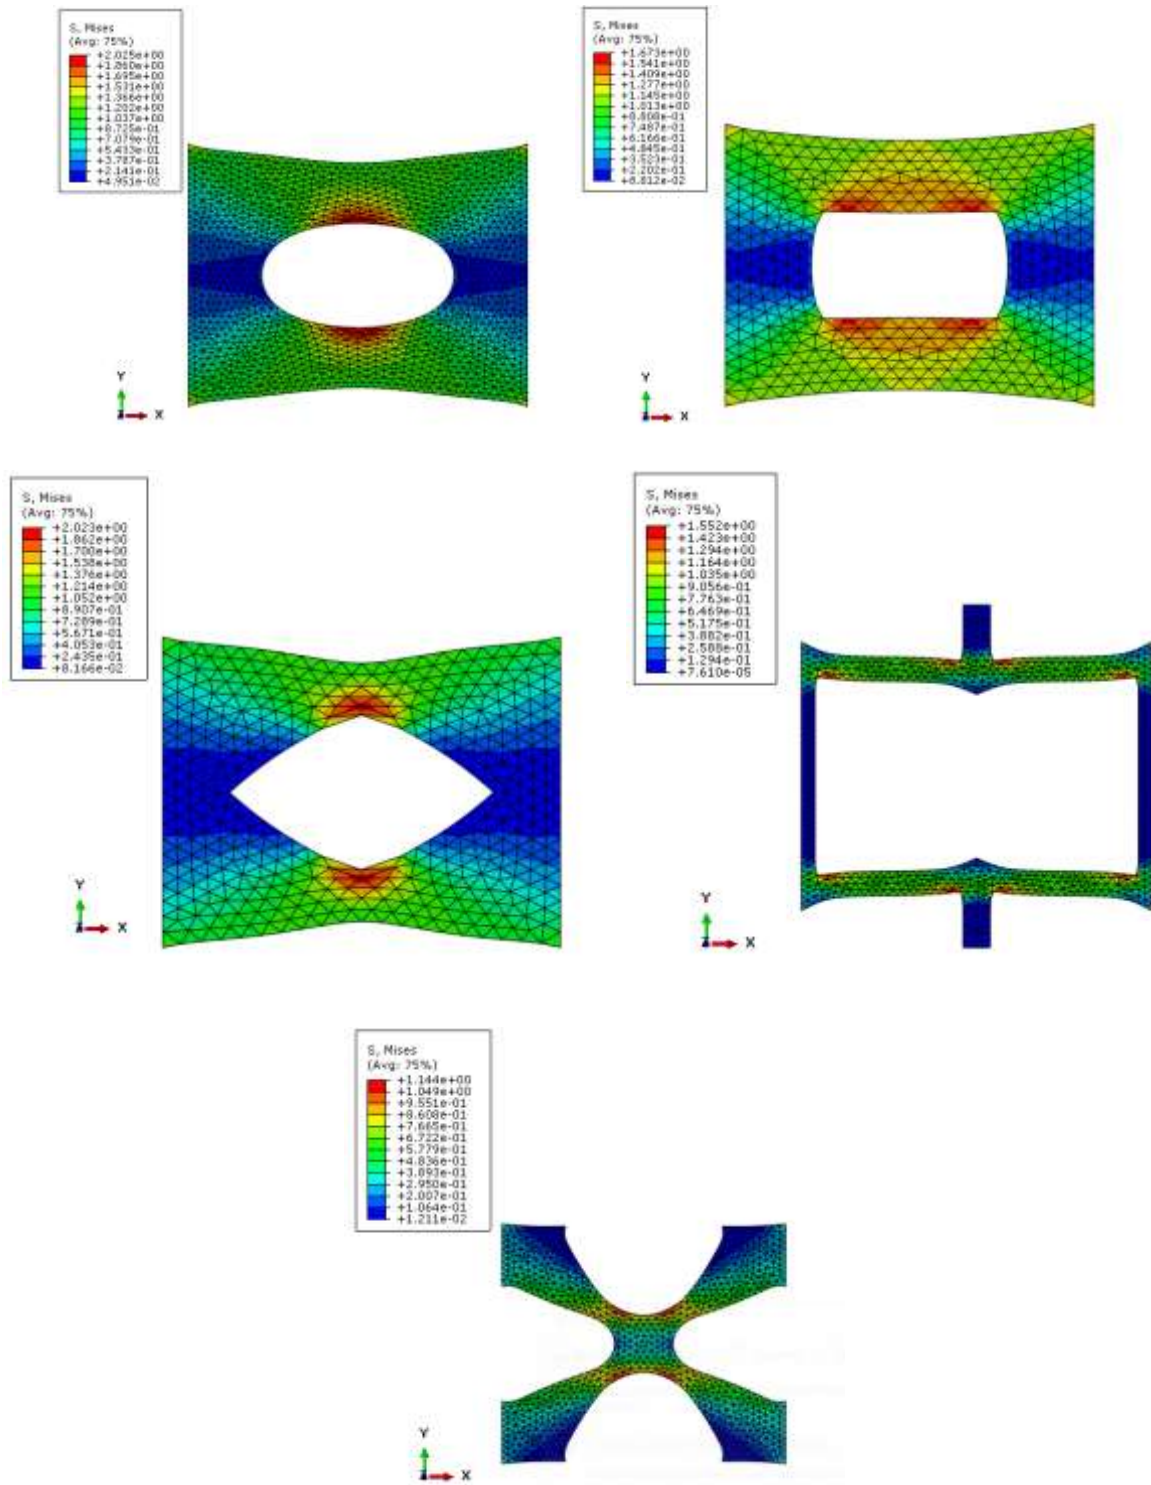 S, Mises
(Avg: 75%)
+2.025e+00
+1.860e+00
+1.695e+00
+1.531e+00
+1.366e+00
+1.202e+00
+1.037e+00
+8.725e-01
+7.079e-01
+5.433e-01
+3.787e-01
+2.141e-01
+4.951e-02
Y
X
S, Mises
(Avg: 75%)
+1.673e+00
+1.541e+00
+1.409e+00
+1.277e+00
+1.145e+00
+1.013e+00
+8.808e-01
+7.487e-01
+6.166e-01
+4.845e-01
+3.523e-01
+2.202e-01
+8.812e-02
Y
X
S, Mises
(Avg: 75%)
+2.023e+00
+1.862e+00
+1.700e+00
+1.538e+00
+1.376e+00
+1.214e+00
+1.052e+00
+8.907e-01
+7.289e-01
+5.671e-01
+4.053e-01
+2.435e-01
+8.166e-02
Y
X
S, Mises
(Avg: 75%)
+1.552e+00
+1.423e+00
+1.294e+00
+1.164e+00
+1.035e+00
+9.056e-01
+7.763e-01
+6.469e-01
+5.175e-01
+3.882e-01
+2.588e-01
+1.294e-01
+7.610e-05
Y
X
S, Mises
(Avg: 75%)
+1.144e+00
+1.049e+00
+9.551e-01
+8.608e-01
+7.665e-01
+6.722e-01
+5.779e-01
+4.836e-01
+3.893e-01
+2.950e-01
+2.007e-01
+1.064e-01
+1.211e-02
Y
X